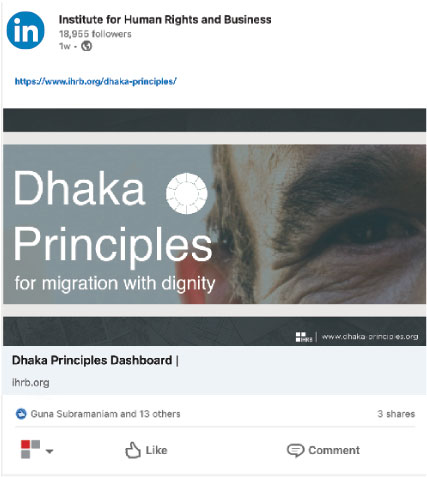 in
Institute for Human Rights and Business
18,955 followers
1w •
https://www.ihrb.org/dhaka-principles/
Dhaka
Principles
for migration with dignity
IHRB | www.dhaka-principles.org
Dhaka Principles Dashboard |
ihrb.org
Guna Subramaniam and 13 others 3 shares
Like Comment